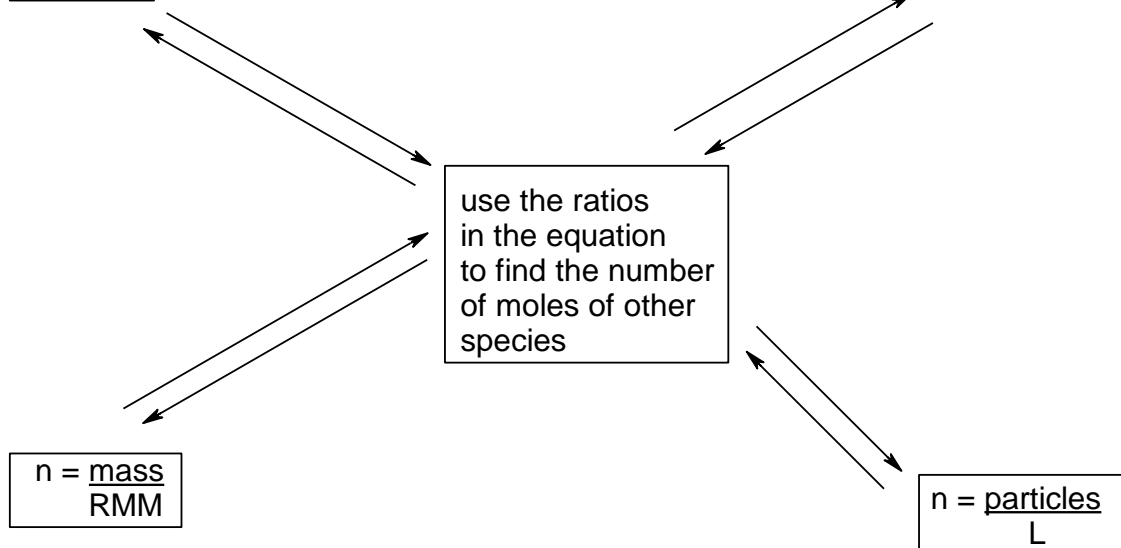 use the ratios
in the equation
to find the number
of moles of other
species
n = mass
RMM
n = particles
L